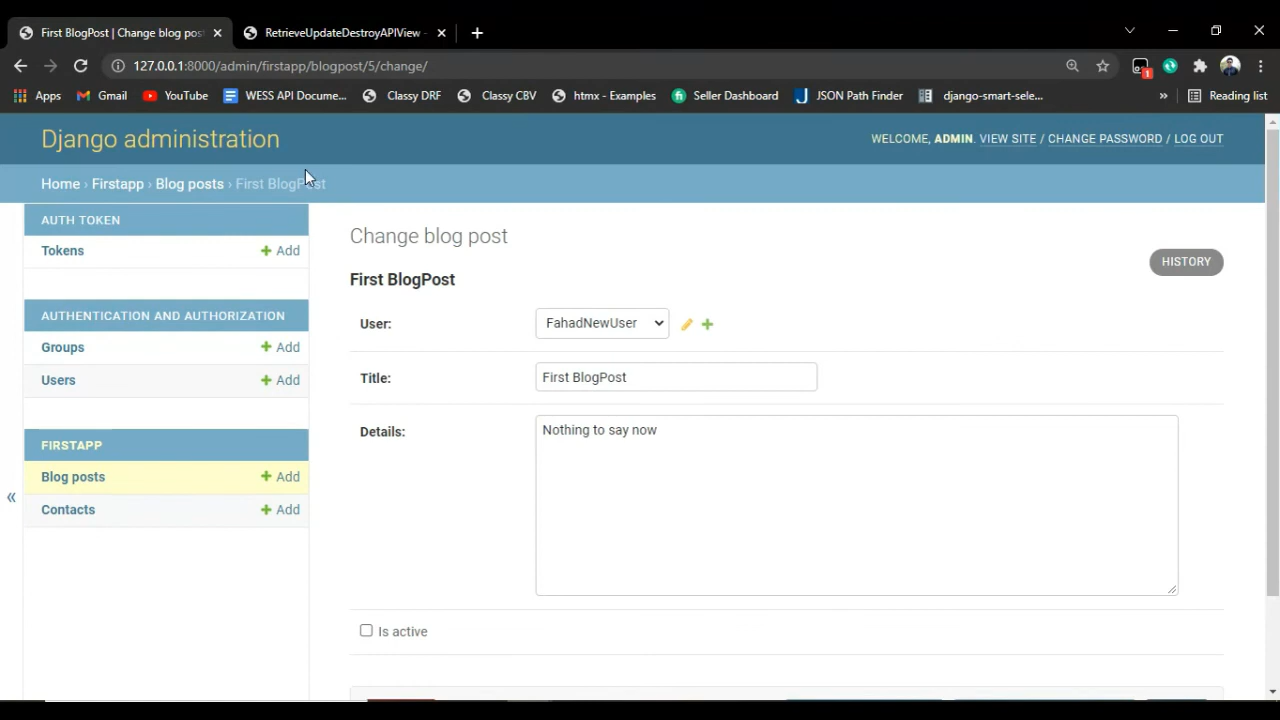 First BlogPost | Change blog post
RetrieveUpdateDestroyAPIView -
127.0.0.1:8000/admin/firstapp/blogpost/5/change/
1
Apps Gmail YouTube WESS API Docume... Classy DRF Classy CBV htmx - Examples Seller Dashboard JSON Path Finder django-smart-sele... » Reading list
Django administration
WELCOME, ADMIN. VIEW SITE / CHANGE PASSWORD / LOG OUT
Home › Firstapp › Blog posts › First BlogPost
AUTH TOKEN
Tokens + Add
AUTHENTICATION AND AUTHORIZATION
Groups + Add
Users + Add
FIRSTAPP
Blog posts + Add
Contacts + Add
«
Change blog post
HISTORY
First BlogPost
User: FahadNewUser
Title: First BlogPost
Details: Nothing to say now
Is active